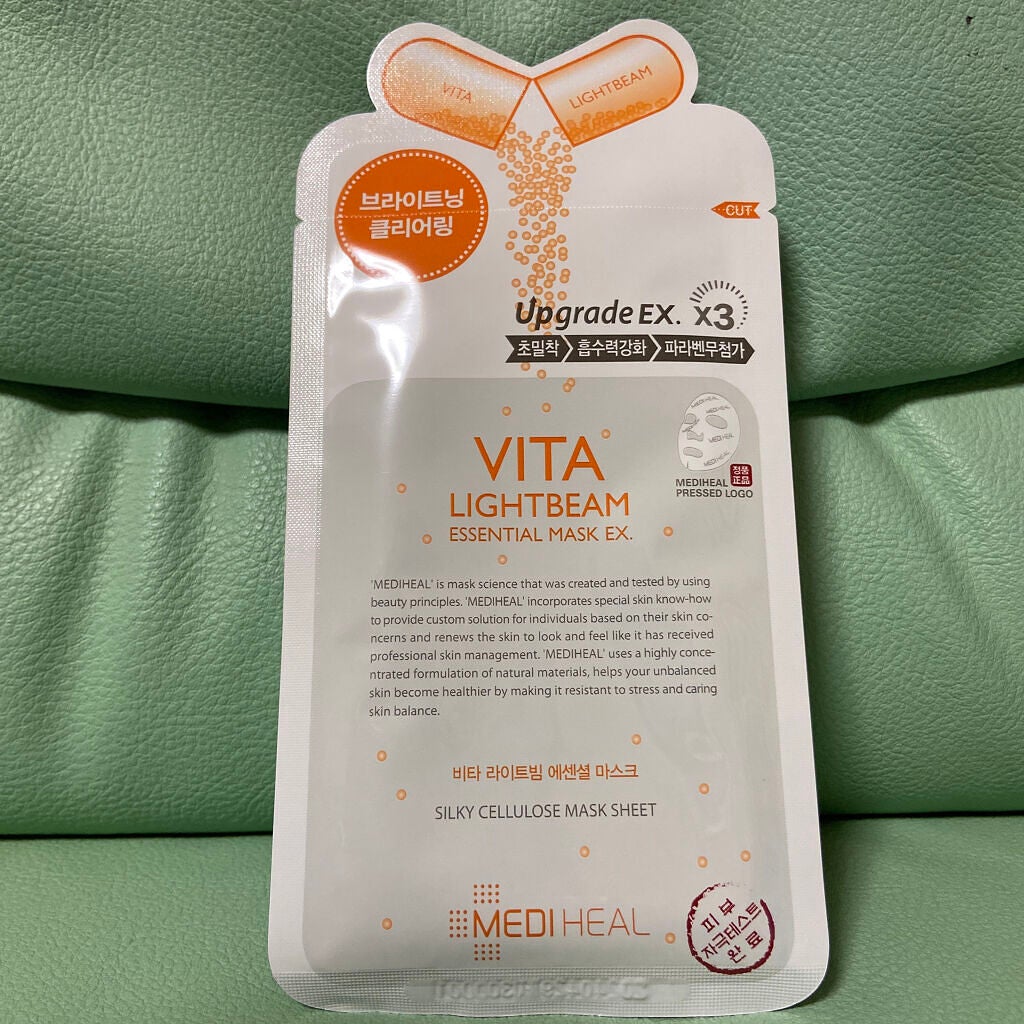 VITA
LIGHTBEAM
브라이트닝
클리어링
CUT
Upgrade EX. x3
초밀착 흡수력강화 파라벤무첨가
MEDIHEAL
MEDIHEAL
MEDIHEAL
MEDIHEAL 정품
PRESSED LOGO 正品
VITA
LIGHTBEAM
ESSENTIAL MASK EX.
'MEDIHEAL' is mask science that was created and tested by using
beauty principles. 'MEDIHEAL' incorporates special skin know-how
to provide custom solution for individuals based on their skin co-
ncerns and renews the skin to look and feel like it has received
professional skin management. 'MEDIHEAL' uses a highly conce-
ntrated formulation of natural materials, helps your unbalanced
skin become healthier by making it resistant to stress and caring
skin balance.
비타 라이트빔 에센셜 마스크
SILKY CELLULOSE MASK SHEET
MEDIHEAL
피부
자극테스트
완료